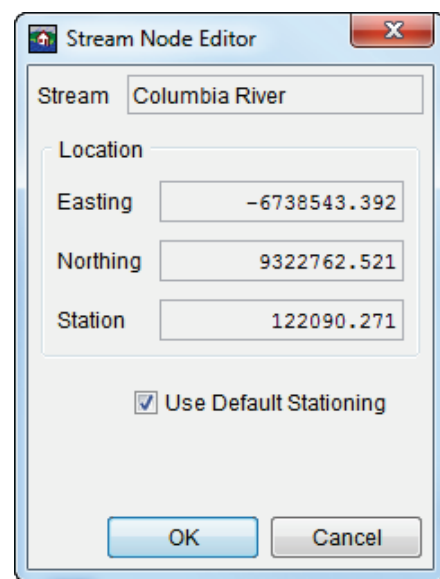 Stream Node Editor
Stream Columbia River
Location
Easting -6738543.392
Northing 9322762.521
Station 122090.271
Use Default Stationing
OK Cancel